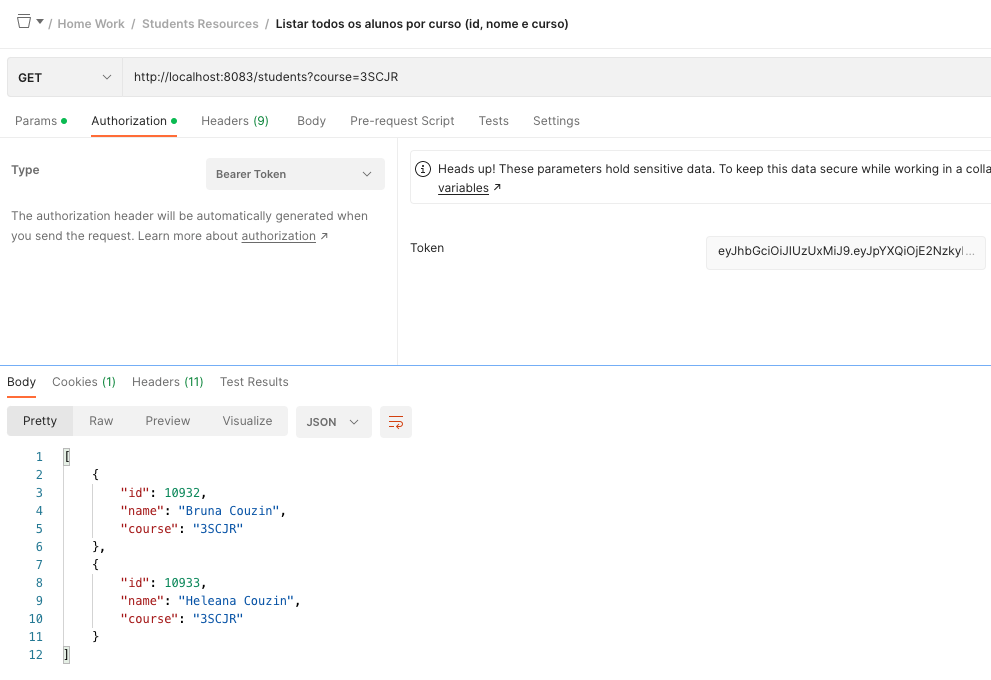 / Home Work / Students Resources / Listar todos os alunos por curso (id, nome e curso)
GET http://localhost:8083/students?course=3SCJR
Params Authorization Headers (9) Body Pre-request Script Tests Settings
Type Bearer Token
The authorization header will be automatically generated when
you send the request. Learn more about authorization ↗
Heads up! These parameters hold sensitive data. To keep this data secure while working in a colla
variables ↗
Token eyJhbGciOiJIUzUxMiJ9.eyJpYXQiOjE2Nzky...
Body Cookies (1) Headers (11) Test Results
Pretty Raw Preview Visualize JSON
1 [
2 {
3 "id": 10932,
4 "name": "Bruna Couzin",
5 "course": "3SCJR"
6 },
7 {
8 "id": 10933,
9 "name": "Heleana Couzin",
10 "course": "3SCJR"
11 }
12 ]